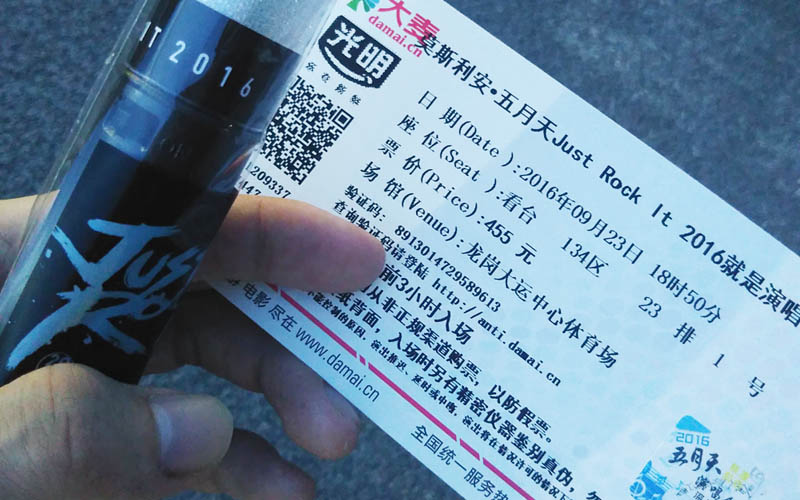 1T 2016
JUS
大麦
damai.cn
光明
莫斯利安·五月天Just Rock It 2016就是演唱
日 期(Date ):2016年09月23日 18时50分
座 位(Seat ):看台 134区 23 排 1 号
票 价(Price):455 元
场 馆(Venue):龙岗大运中心体育场
验证码: 8913014729589613
查询验证码请登陆 http://anti.damai.cn
209337
前3小时入场
从非正规渠道购票，以防假票。
背面，入场时另有精密仪器鉴别真伪，
电影 尽在 www.damai.cn
全国统一服务热
2016
五月天